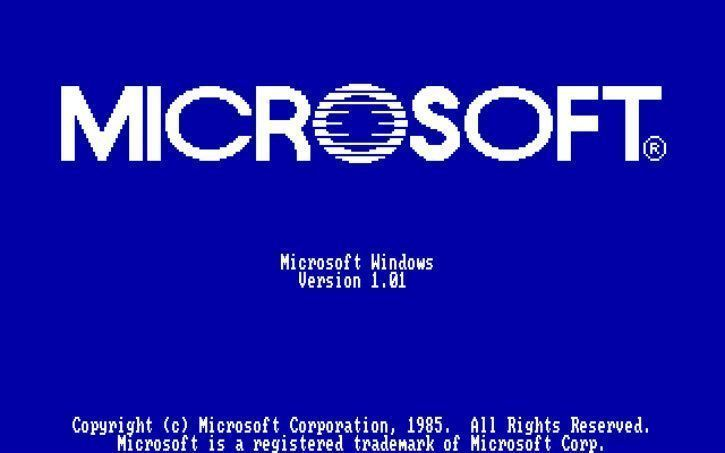 MICROSOFT®
Microsoft Windows
Version 1.01
Copyright (c) Microsoft Corporation, 1985.  All Rights Reserved.
Microsoft is a registered trademark of Microsoft Corp.